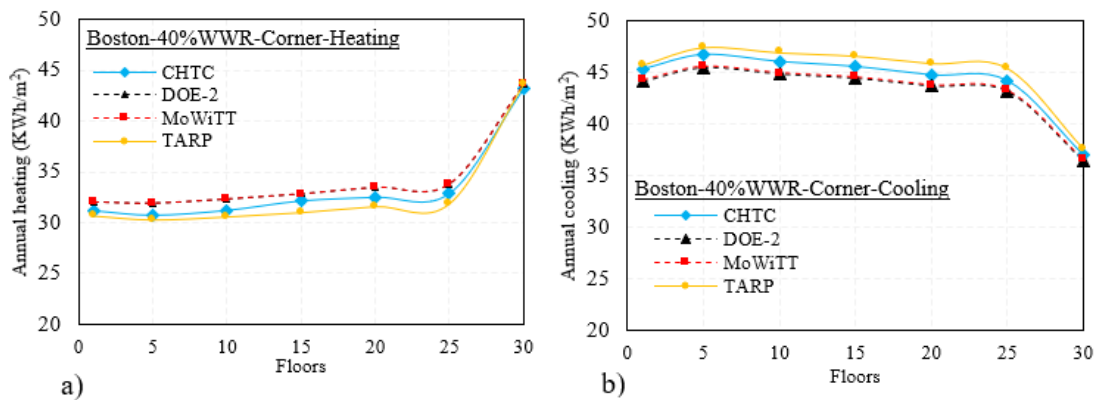 50
45
40
35
30
25
20
Annual heating (KWh/m²)
Boston-40%WWR-Corner-Heating
CHTC
DOE-2
MoWiTT
TARP
0 5 10 15 20 25 30
Floors
a)
50
45
40
35
30
25
20
Annual cooling (KWh/m²)
Boston-40%WWR-Corner-Cooling
CHTC
DOE-2
MoWiTT
TARP
0 5 10 15 20 25 30
Floors
b)